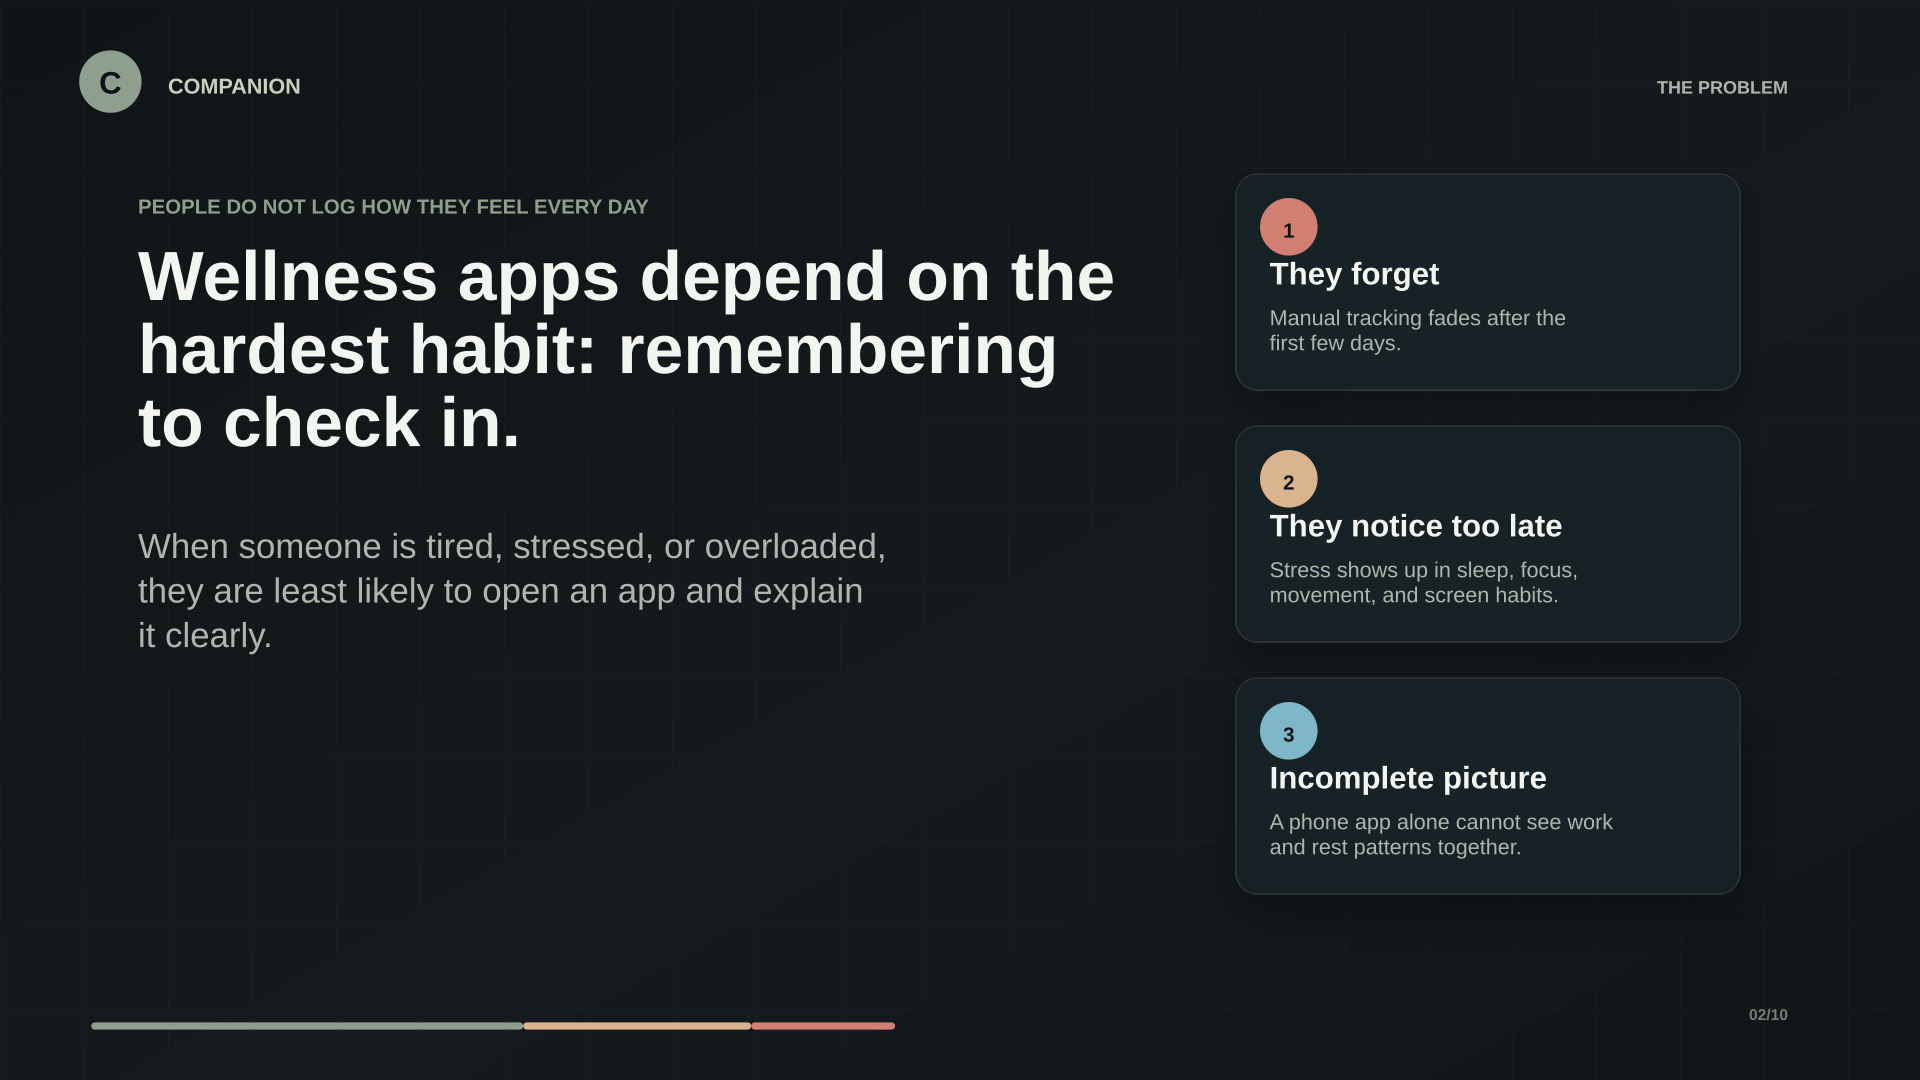 C
COMPANION
THE PROBLEM
PEOPLE DO NOT LOG HOW THEY FEEL EVERY DAY
Wellness apps depend on the
hardest habit: remembering
to check in.
When someone is tired, stressed, or overloaded,
they are least likely to open an app and explain
it clearly.
1
They forget
Manual tracking fades after the
first few days.
2
They notice too late
Stress shows up in sleep, focus,
movement, and screen habits.
3
Incomplete picture
A phone app alone cannot see work
and rest patterns together.
02/10